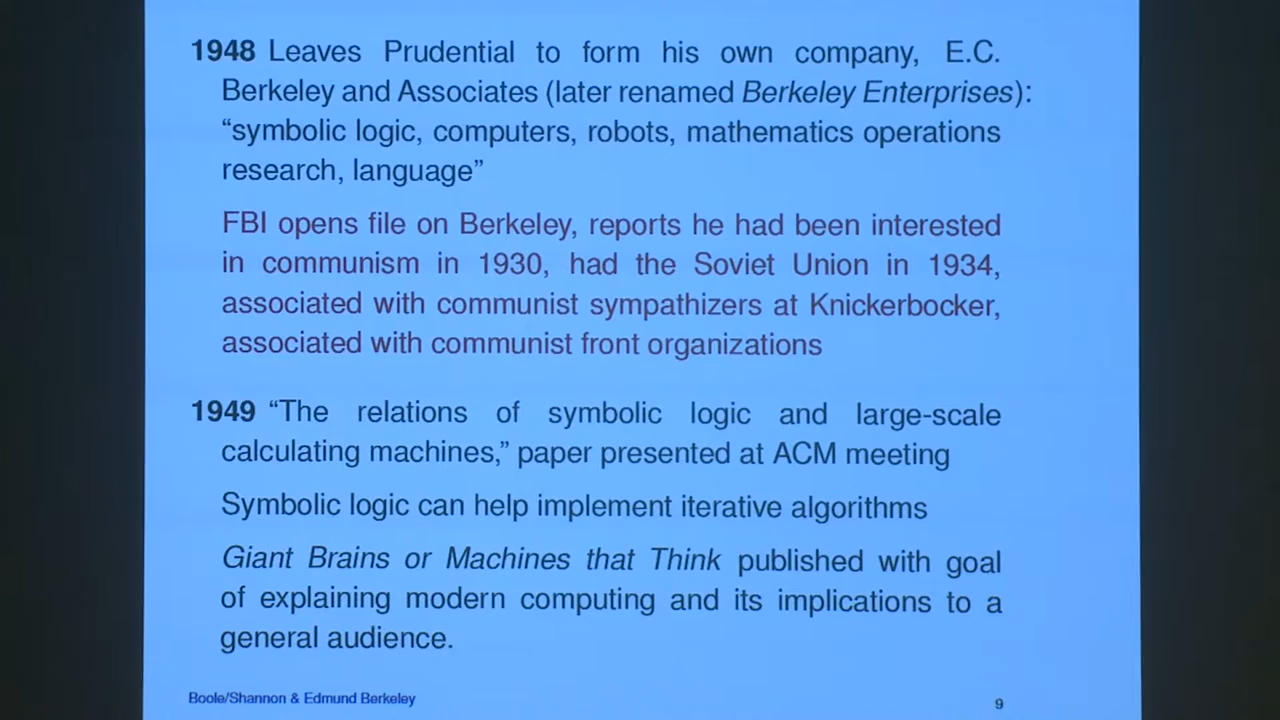 1948 Leaves Prudential to form his own company, E.C.
Berkeley and Associates (later renamed Berkeley Enterprises):
“symbolic logic, computers, robots, mathematics operations
research, language”
FBI opens file on Berkeley, reports he had been interested
in communism in 1930, had the Soviet Union in 1934,
associated with communist sympathizers at Knickerbocker,
associated with communist front organizations
1949 “The relations of symbolic logic and large-scale
calculating machines,” paper presented at ACM meeting
Symbolic logic can help implement iterative algorithms
Giant Brains or Machines that Think published with goal
of explaining modern computing and its implications to a
general audience.
Boole/Shannon & Edmund Berkeley
9